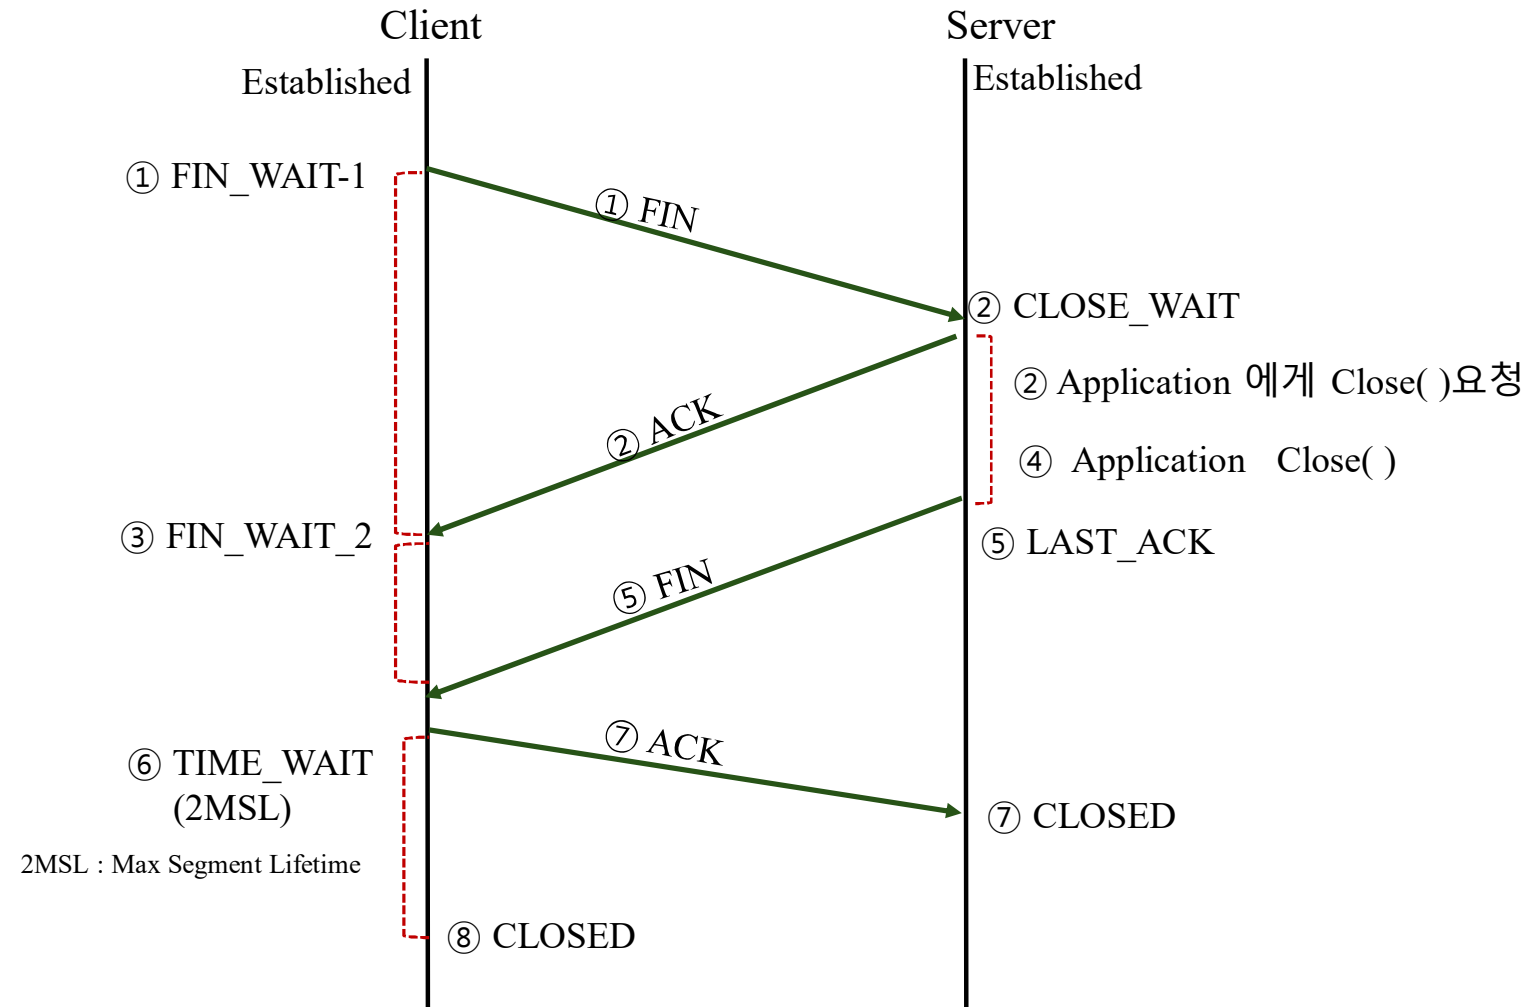 Client
Server
Established
Established
① FIN_WAIT-1
① FIN
② CLOSE_WAIT
② Application 에게 Close( )요청
② ACK
④ Application Close( )
③ FIN_WAIT_2
⑤ LAST_ACK
⑤ FIN
⑦ ACK
⑥ TIME_WAIT
(2MSL)
⑦ CLOSED
2MSL : Max Segment Lifetime
⑧ CLOSED